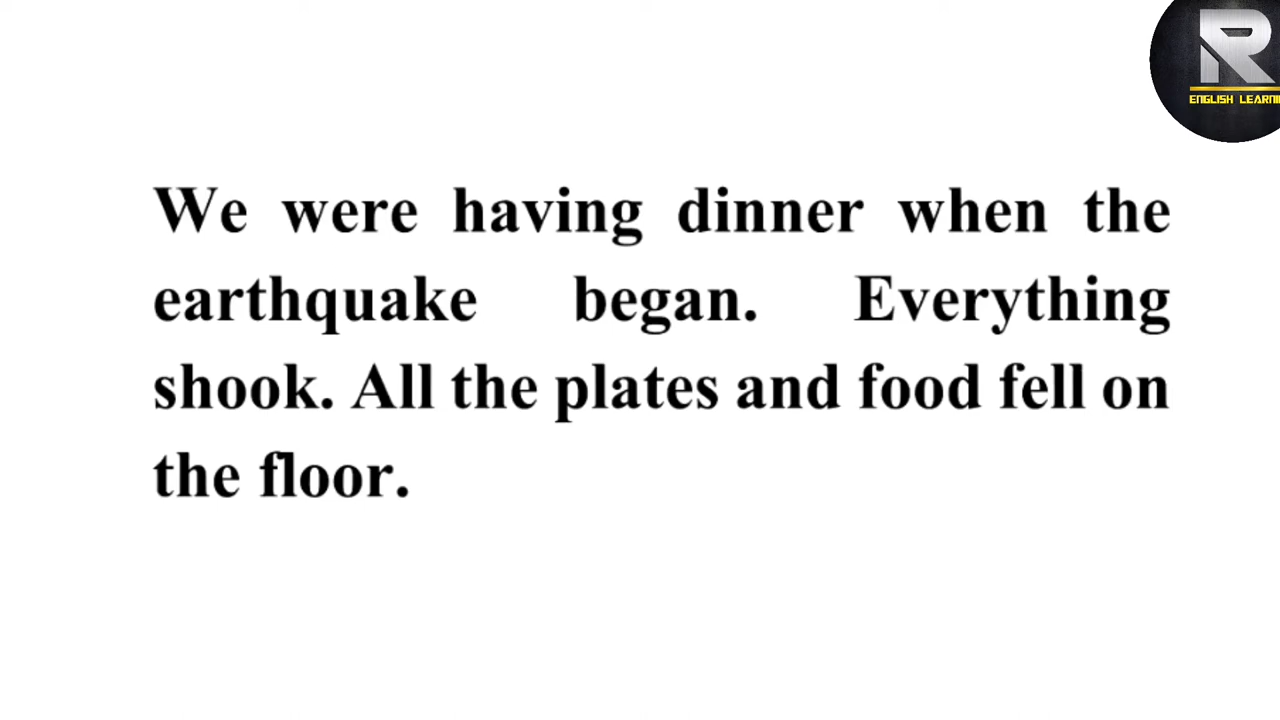 R
ENGLISH LEARNIN
We were having dinner when the
earthquake began. Everything
shook. All the plates and food fell on
the floor.